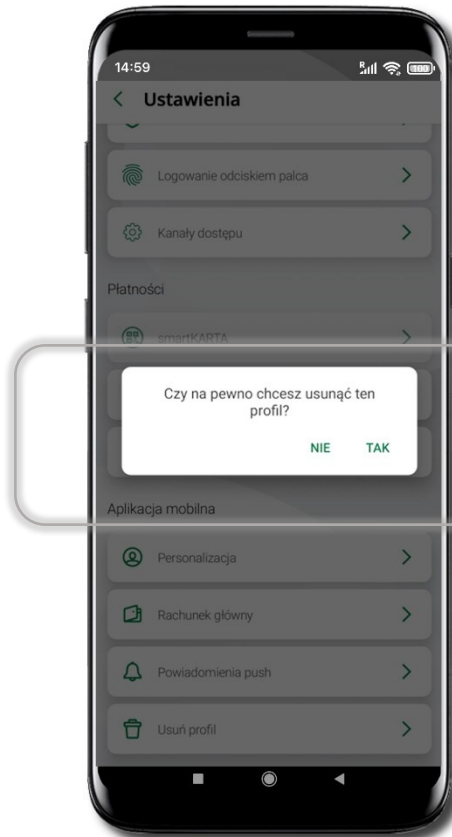 14:59
Ustawienia
Logowanie odciskiem palca
Kanały dostępu
Płatności
smartKARTA
Czy na pewno chcesz usunąć ten
profil?
NIE TAK
Aplikacja mobilna
Personalizacja
Rachunek główny
Powiadomienia push
Usuń profil